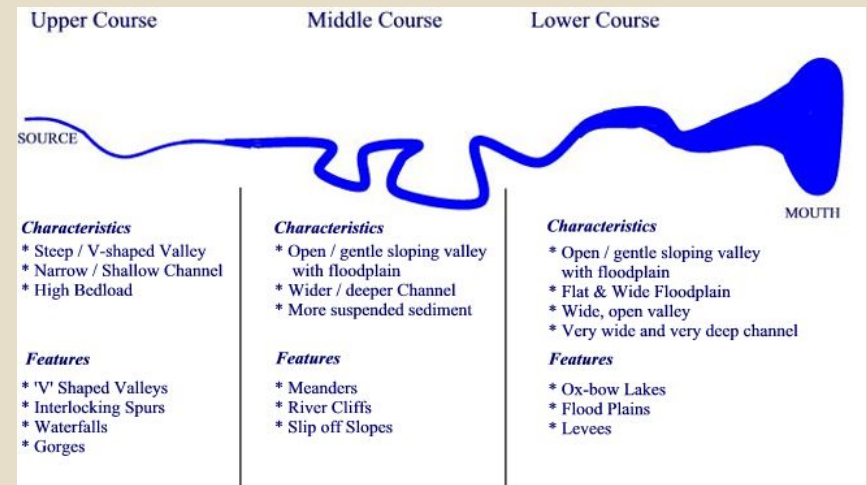 Upper Course
Middle Course
Lower Course
SOURCE
MOUTH
Characteristics
* Steep / V-shaped Valley
* Narrow / Shallow Channel
* High Bedload
Features
* 'V' Shaped Valleys
* Interlocking Spurs
* Waterfalls
* Gorges
Characteristics
* Open / gentle sloping valley
with floodplain
* Wider / deeper Channel
* More suspended sediment
Features
* Meanders
* River Cliffs
* Slip off Slopes
Characteristics
* Open / gentle sloping valley
with floodplain
* Flat & Wide Floodplain
* Wide, open valley
* Very wide and very deep channel
Features
* Ox-bow Lakes
* Flood Plains
* Levees